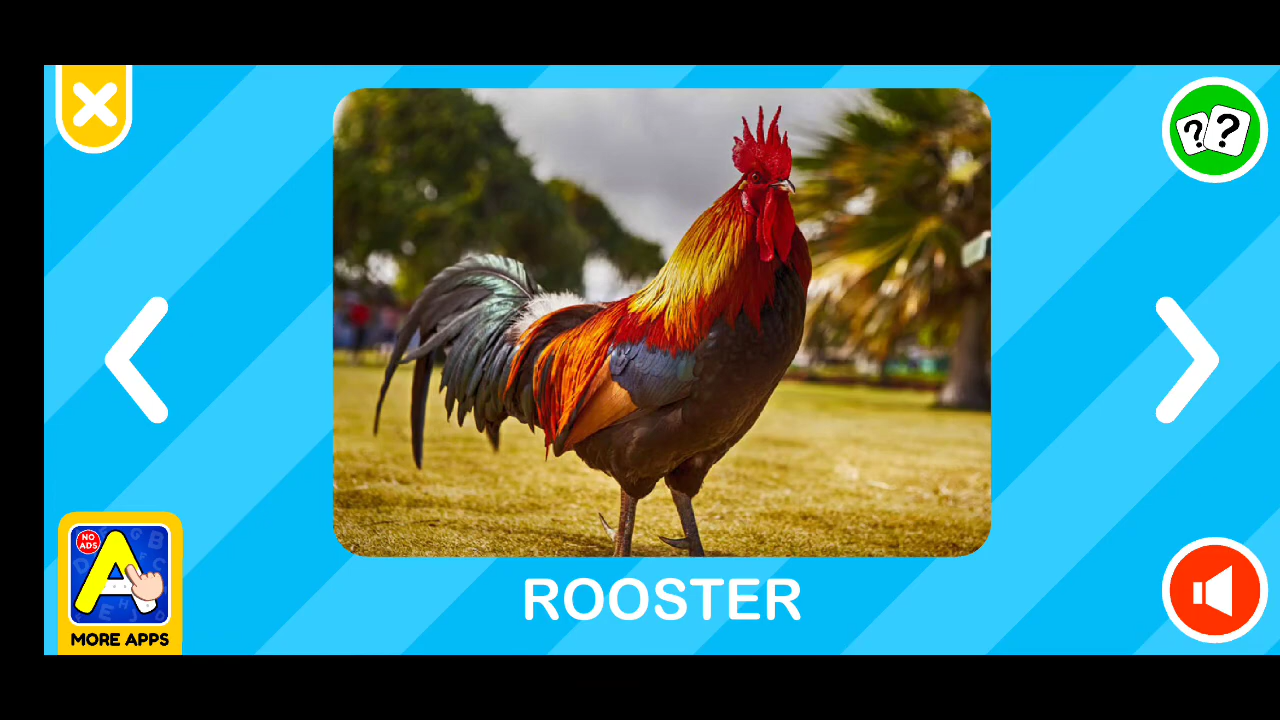 ? ?
ROOSTER
NO
ADS
A
MORE APPS